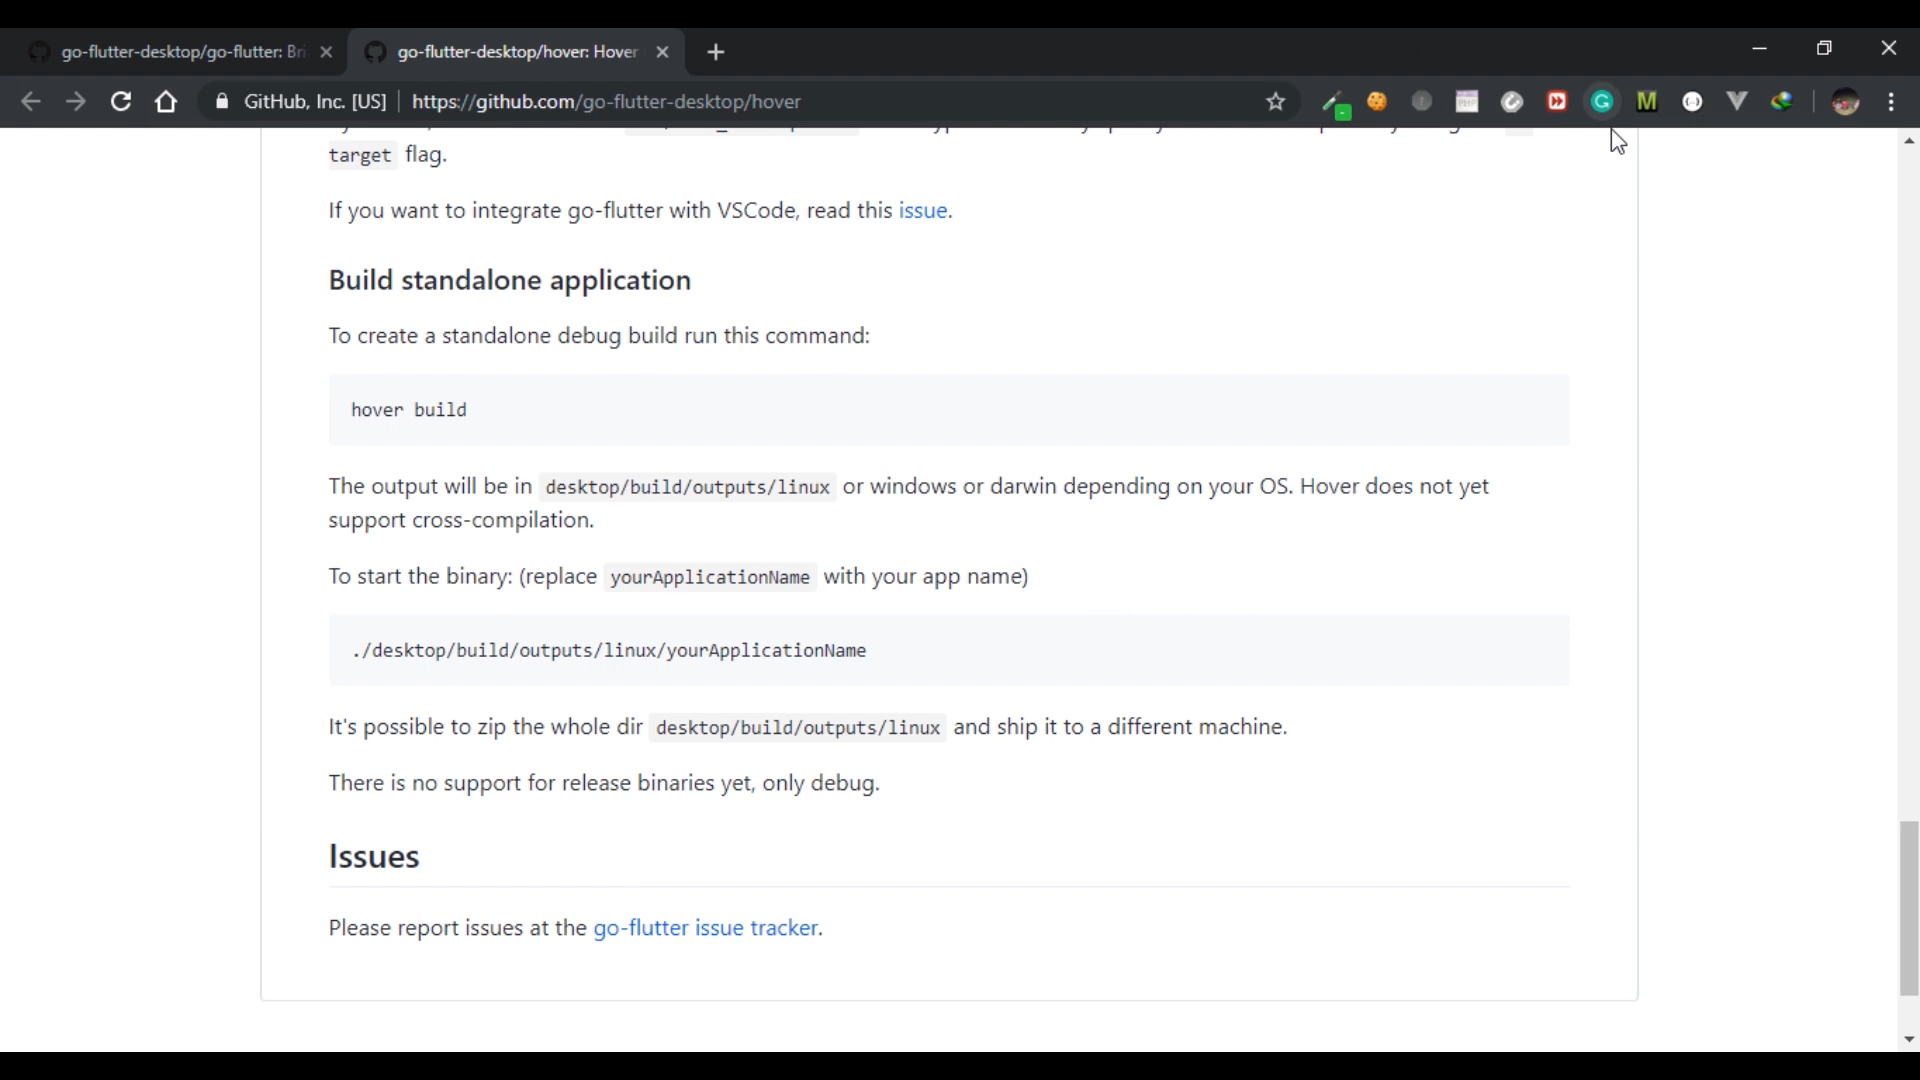 go-flutter-desktop/go-flutter: Bri
go-flutter-desktop/hover: Hover
GitHub, Inc. [US] https://github.com/go-flutter-desktop/hover
target flag.
If you want to integrate go-flutter with VSCode, read this issue.
Build standalone application
To create a standalone debug build run this command:
hover build
The output will be in desktop/build/outputs/linux or windows or darwin depending on your OS. Hover does not yet
support cross-compilation.
To start the binary: (replace yourApplicationName with your app name)
./desktop/build/outputs/linux/yourApplicationName
It's possible to zip the whole dir desktop/build/outputs/linux and ship it to a different machine.
There is no support for release binaries yet, only debug.
Issues
Please report issues at the go-flutter issue tracker.